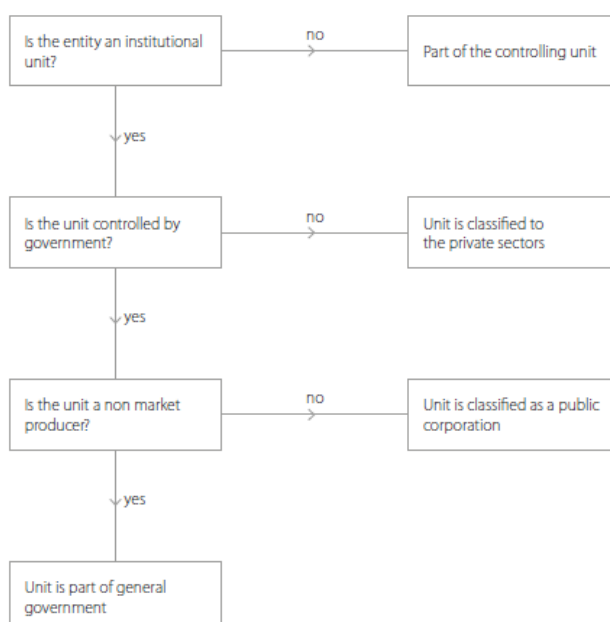 Is the entity an institutional
unit?
no
Part of the controlling unit
yes
Is the unit controlled by
government?
no
Unit is classified to
the private sectors
yes
Is the unit a non market
producer?
no
Unit is classified as a public
corporation
yes
Unit is part of general
government